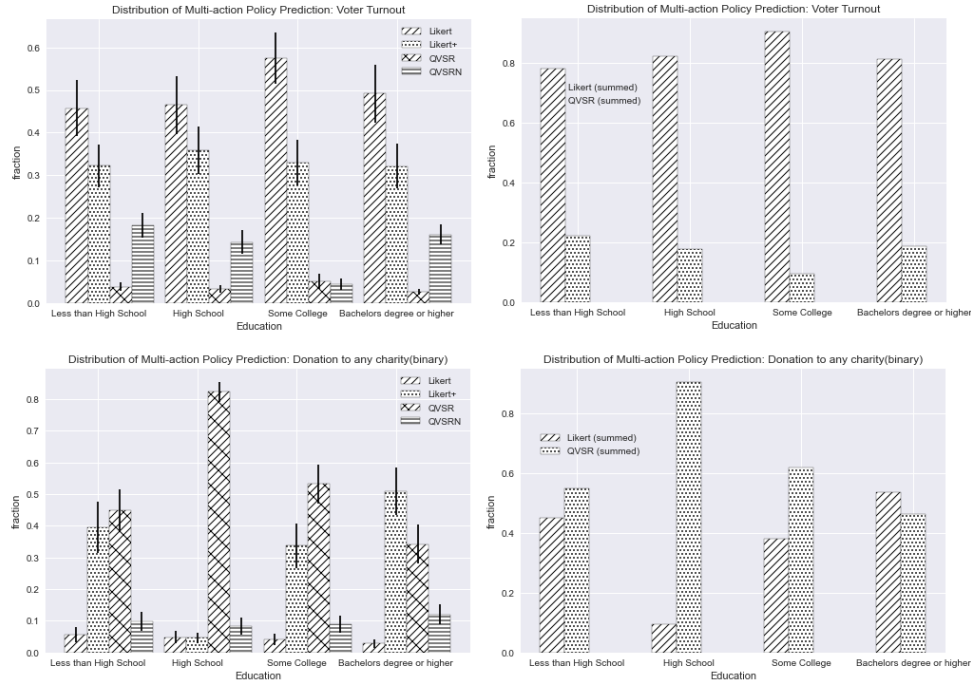 Distribution of Multi-action Policy Prediction: Voter Turnout
Likert
Likert+
QVSR
QVSRN
0.6
0.5
0.4
0.3
0.2
0.1
0.0
fraction
Less than High School
High School
Some College
Bachelors degree or higher
Education
Distribution of Multi-action Policy Prediction: Voter Turnout
Likert (summed)
QVSR (summed)
0.8
0.6
0.4
0.2
0.0
fraction
Less than High School
High School
Some College
Bachelors degree or higher
Education
Distribution of Multi-action Policy Prediction: Donation to any charity(binary)
Likert
Likert+
QVSR
QVSRN
0.8
0.7
0.6
0.5
0.4
0.3
0.2
0.1
0.0
fraction
Less than High School
High School
Some College
Bachelors degree or higher
Education
Distribution of Multi-action Policy Prediction: Donation to any charity(binary)
Likert (summed)
QVSR (summed)
0.8
0.6
0.4
0.2
0.0
fraction
Less than High School
High School
Some College
Bachelors degree or higher
Education